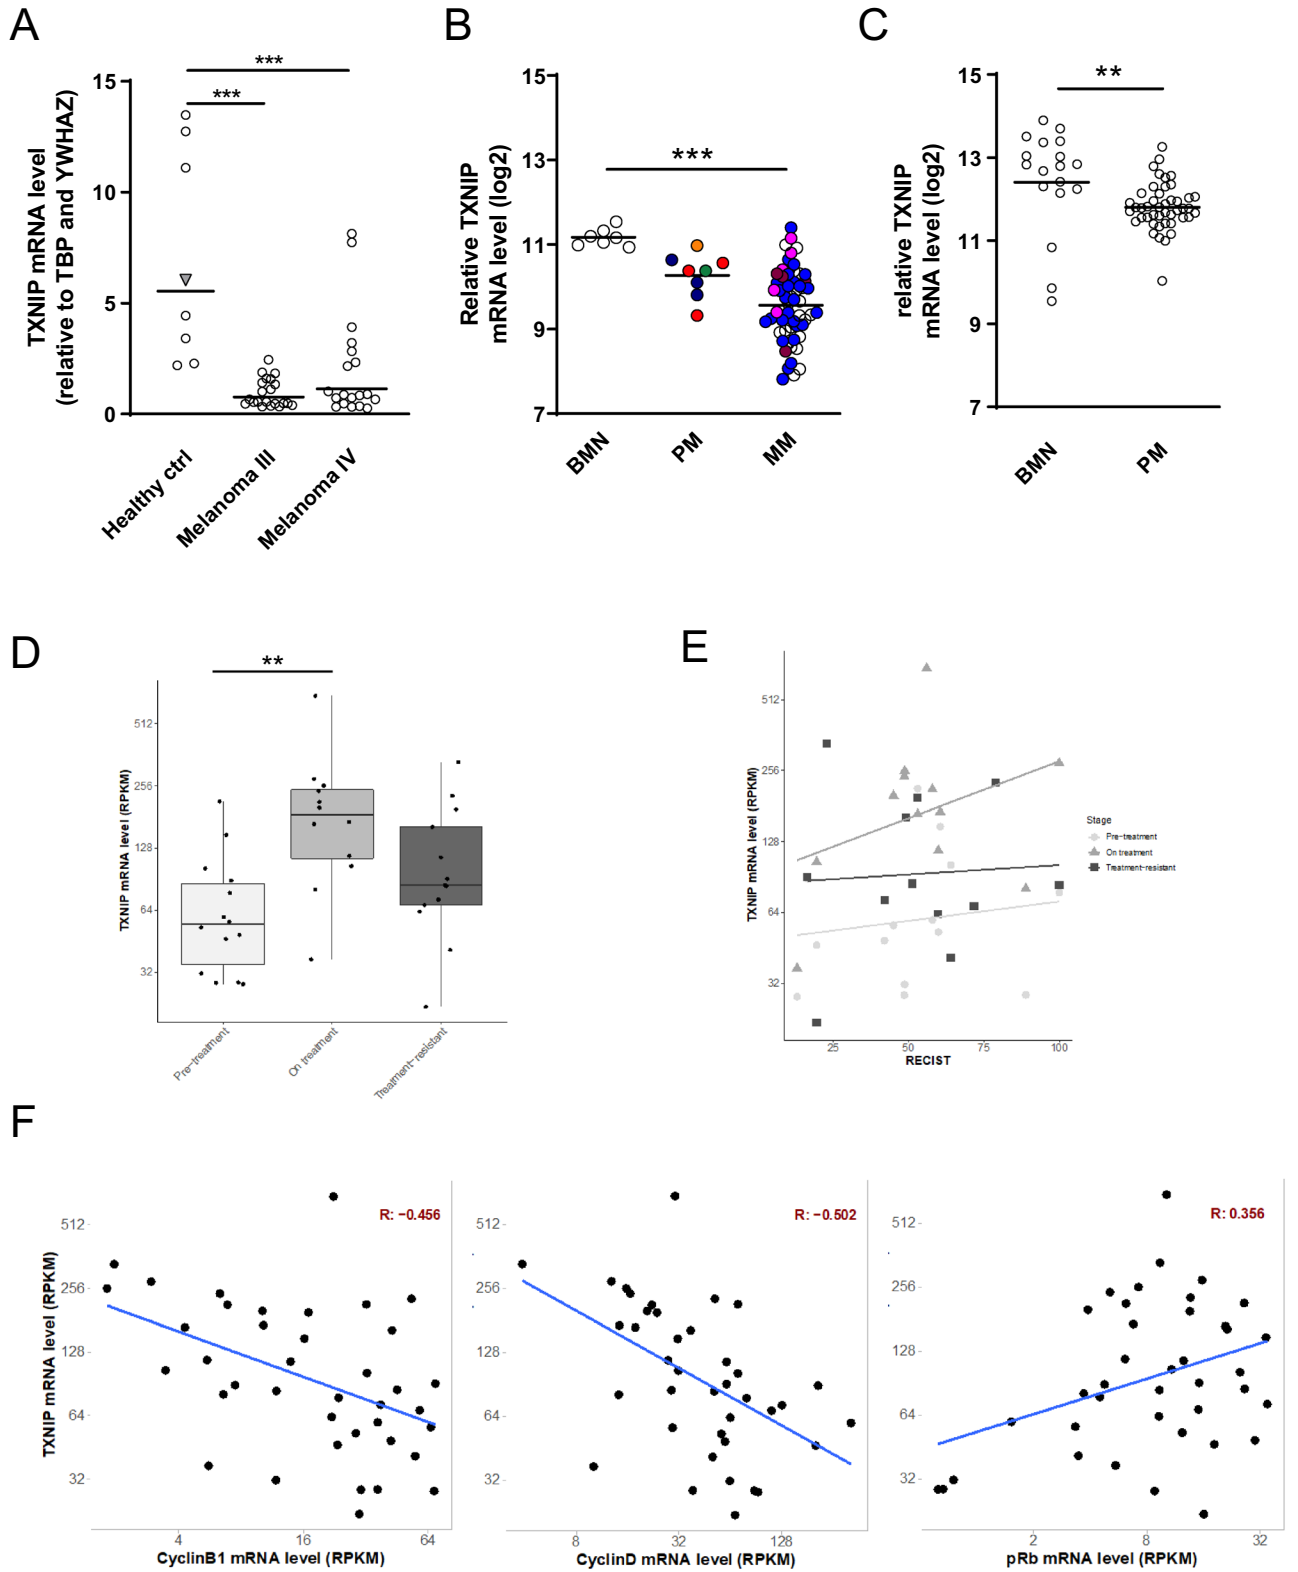 A
B
C
***
***
15
10
5
0
TXNIP mRNA level
(relative to TBP and YWHAZ)
Healthy ctrl
Melanoma III
Melanoma IV
***
15
13
11
9
7
Relative TXNIP
mRNA level (log2)
BMN
PM
MM
**
15
13
11
9
7
relative TXNIP
mRNA level (log2)
BMN
PM
D
**
512
256
128
64
32
TXNIP mRNA level (RPKM)
Pre-treatment
On treatment
Treatment-resistant
E
512
256
128
64
32
TXNIP mRNA level (RPKM)
25
50
75
100
RECIST
Stage
Pre-treatment
On treatment
Treatment-resistant
F
R: −0.456
512
256
128
64
32
TXNIP mRNA level (RPKM)
4
16
64
CyclinB1 mRNA level (RPKM)
R: −0.502
512
256
128
64
32
8
32
128
CyclinD mRNA level (RPKM)
R: 0.356
512
256
128
64
32
2
8
32
pRb mRNA level (RPKM)